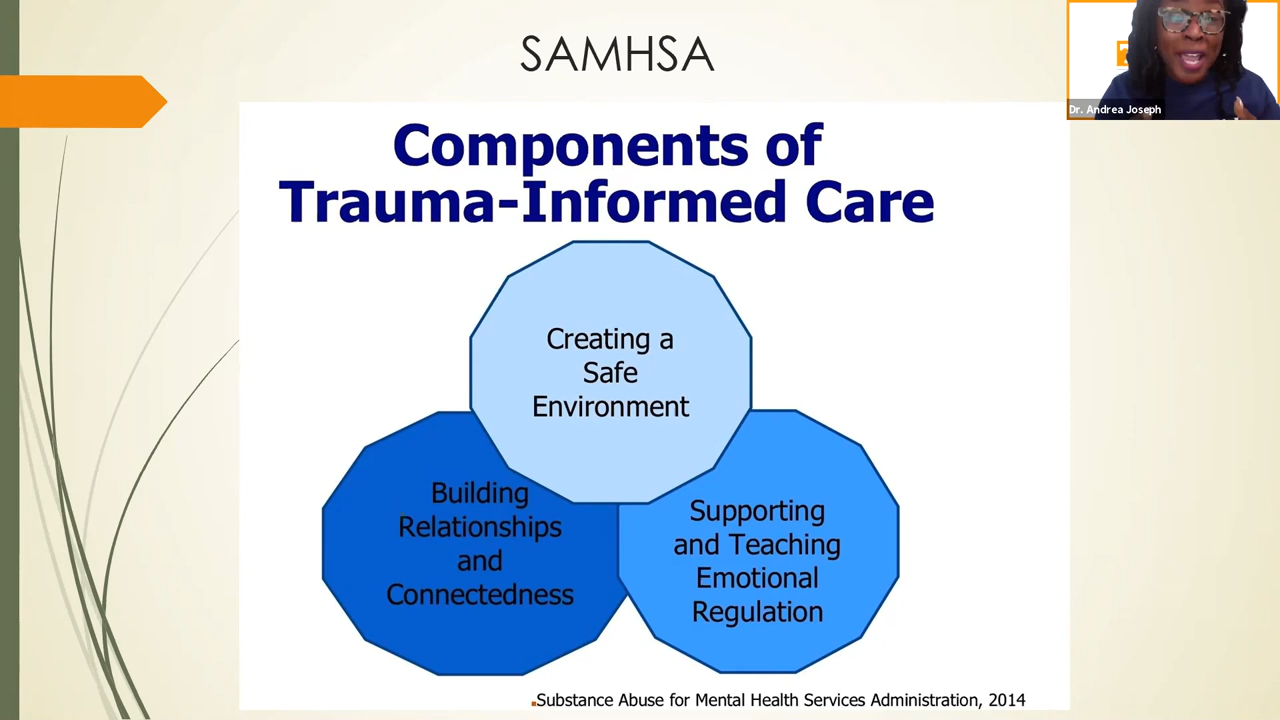 SAMHSA
Dr. Andrea Joseph
Components of
Trauma-Informed Care
Creating a
Safe
Environment
Building
Relationships
and
Connectedness
Supporting
and Teaching
Emotional
Regulation
Substance Abuse for Mental Health Services Administration, 2014